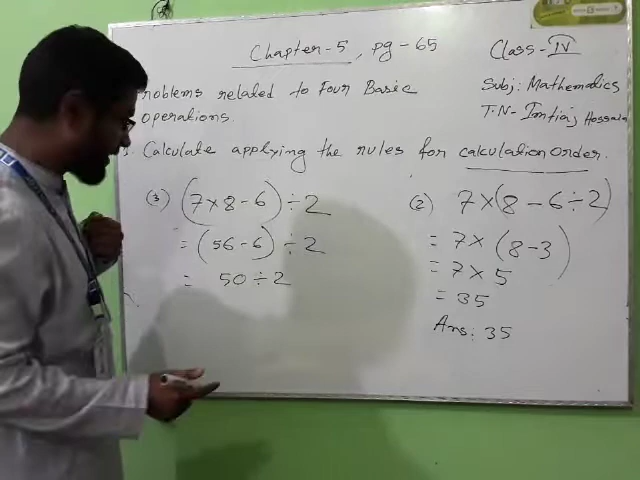 Chapter-5, pg-65
Class-IV
Subj: Mathematics
T.N- Imtiaj Hossain
roblems related to Four Basic
operations.
Calculate applying the rules for calculation order.
(3) (7×8-6)÷2
= (56-6)÷2
= 50÷2
(2) 7×(8-6÷2)
= 7×(8-3)
= 7×5
= 35
Ans: 35